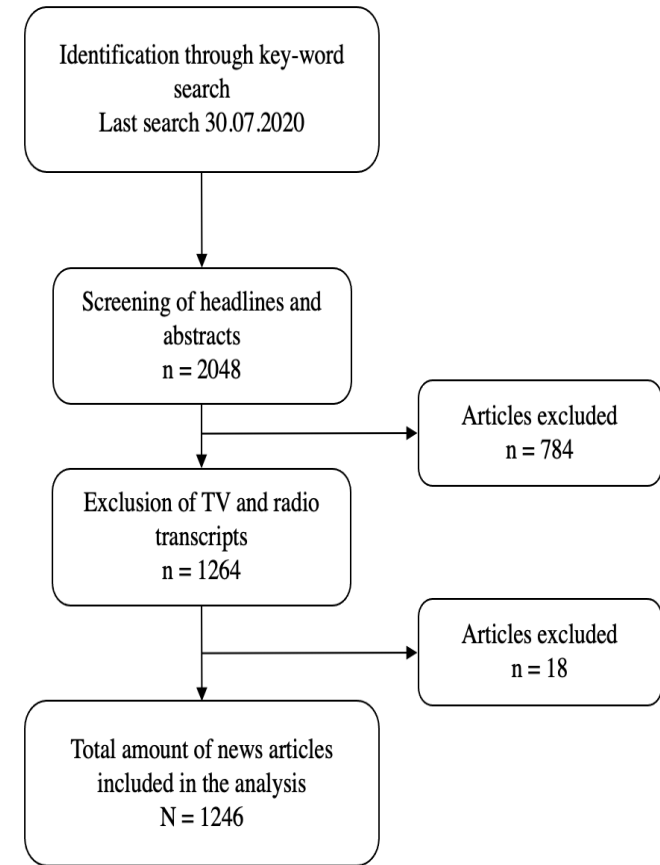 Identification through key-word
search
Last search 30.07.2020
Screening of headlines and
abstracts
n = 2048
Articles excluded
n = 784
Exclusion of TV and radio
transcripts
n = 1264
Articles excluded
n = 18
Total amount of news articles
included in the analysis
N = 1246